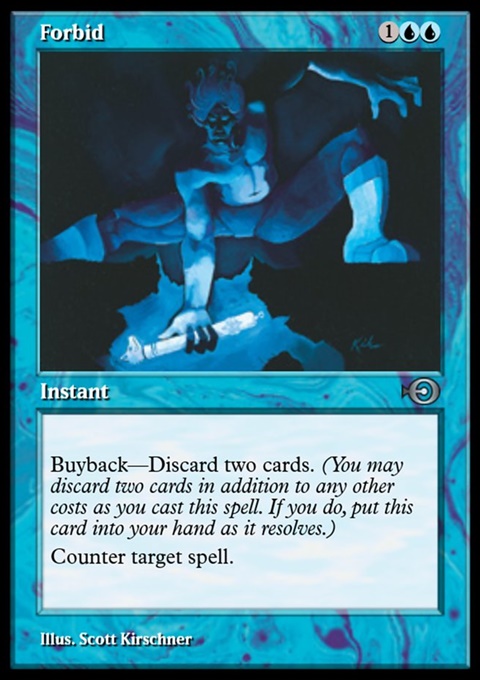 Forbid 1
Instant
Buyback—Discard two cards. (You may
discard two cards in addition to any other
costs as you cast this spell. If you do, put this
card into your hand as it resolves.)
Counter target spell.
Illus. Scott Kirschner